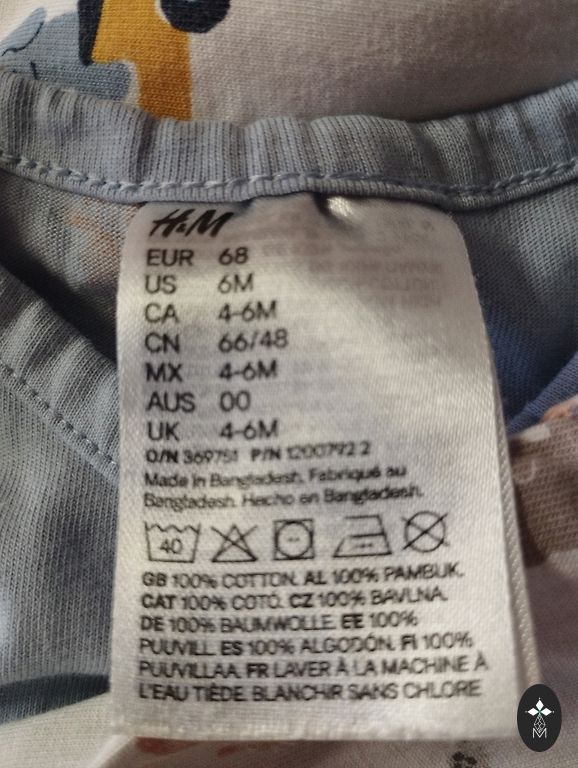 H&M
EUR 68
US 6M
CA 4-6M
CN 66/48
MX 4-6M
AUS 00
UK 4-6M
O/N 369751 P/N 1200792 2
Made in Bangladesh. Fabriqué au
Bangladesh. Hecho en Bangladesh.
40
GB 100% COTTON. AL 100% PAMBUK.
CAT 100% COTÓ. CZ 100% BAVLNA.
DE 100% BAUMWOLLE. EE 100%
PUUVILL. ES 100% ALGODÓN. FI 100%
PUUVILLAA. FR LAVER À LA MACHINE À
L'EAU TIÈDE. BLANCHIR SANS CHLORE
M